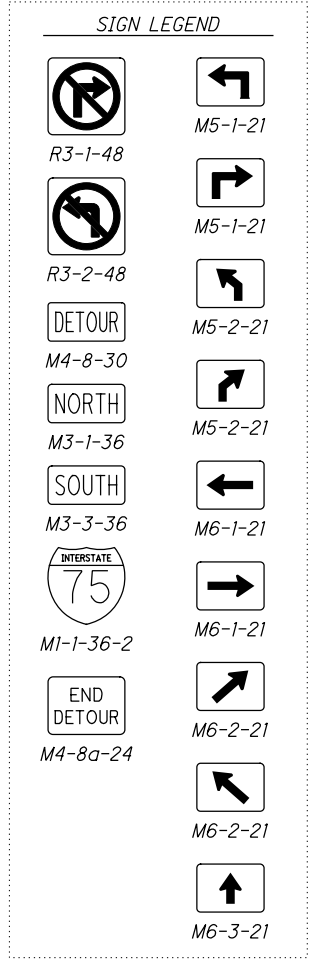 SIGN LEGEND
R3-1-48
R3-2-48
DETOUR
M4-8-30
NORTH
M3-1-36
SOUTH
M3-3-36
INTERSTATE
75
M1-1-36-2
END
DETOUR
M4-8a-24
M5-1-21
M5-1-21
M5-2-21
M5-2-21
M6-1-21
M6-1-21
M6-2-21
M6-2-21
M6-3-21